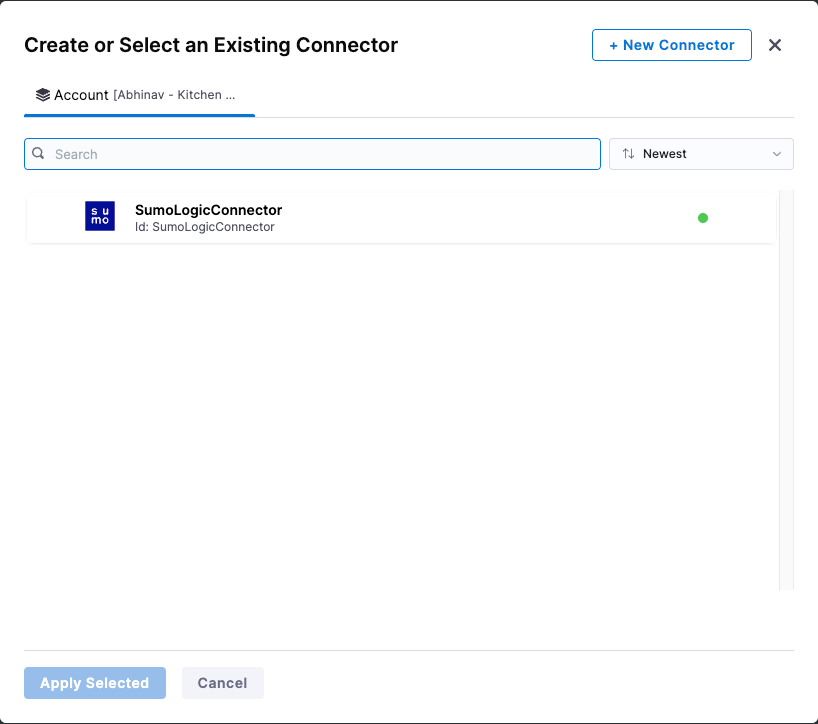 Create or Select an Existing Connector
+ New Connector
Account [Abhinav - Kitchen ...
Search
Newest
su
mo
SumoLogicConnector
Id: SumoLogicConnector
Apply Selected
Cancel